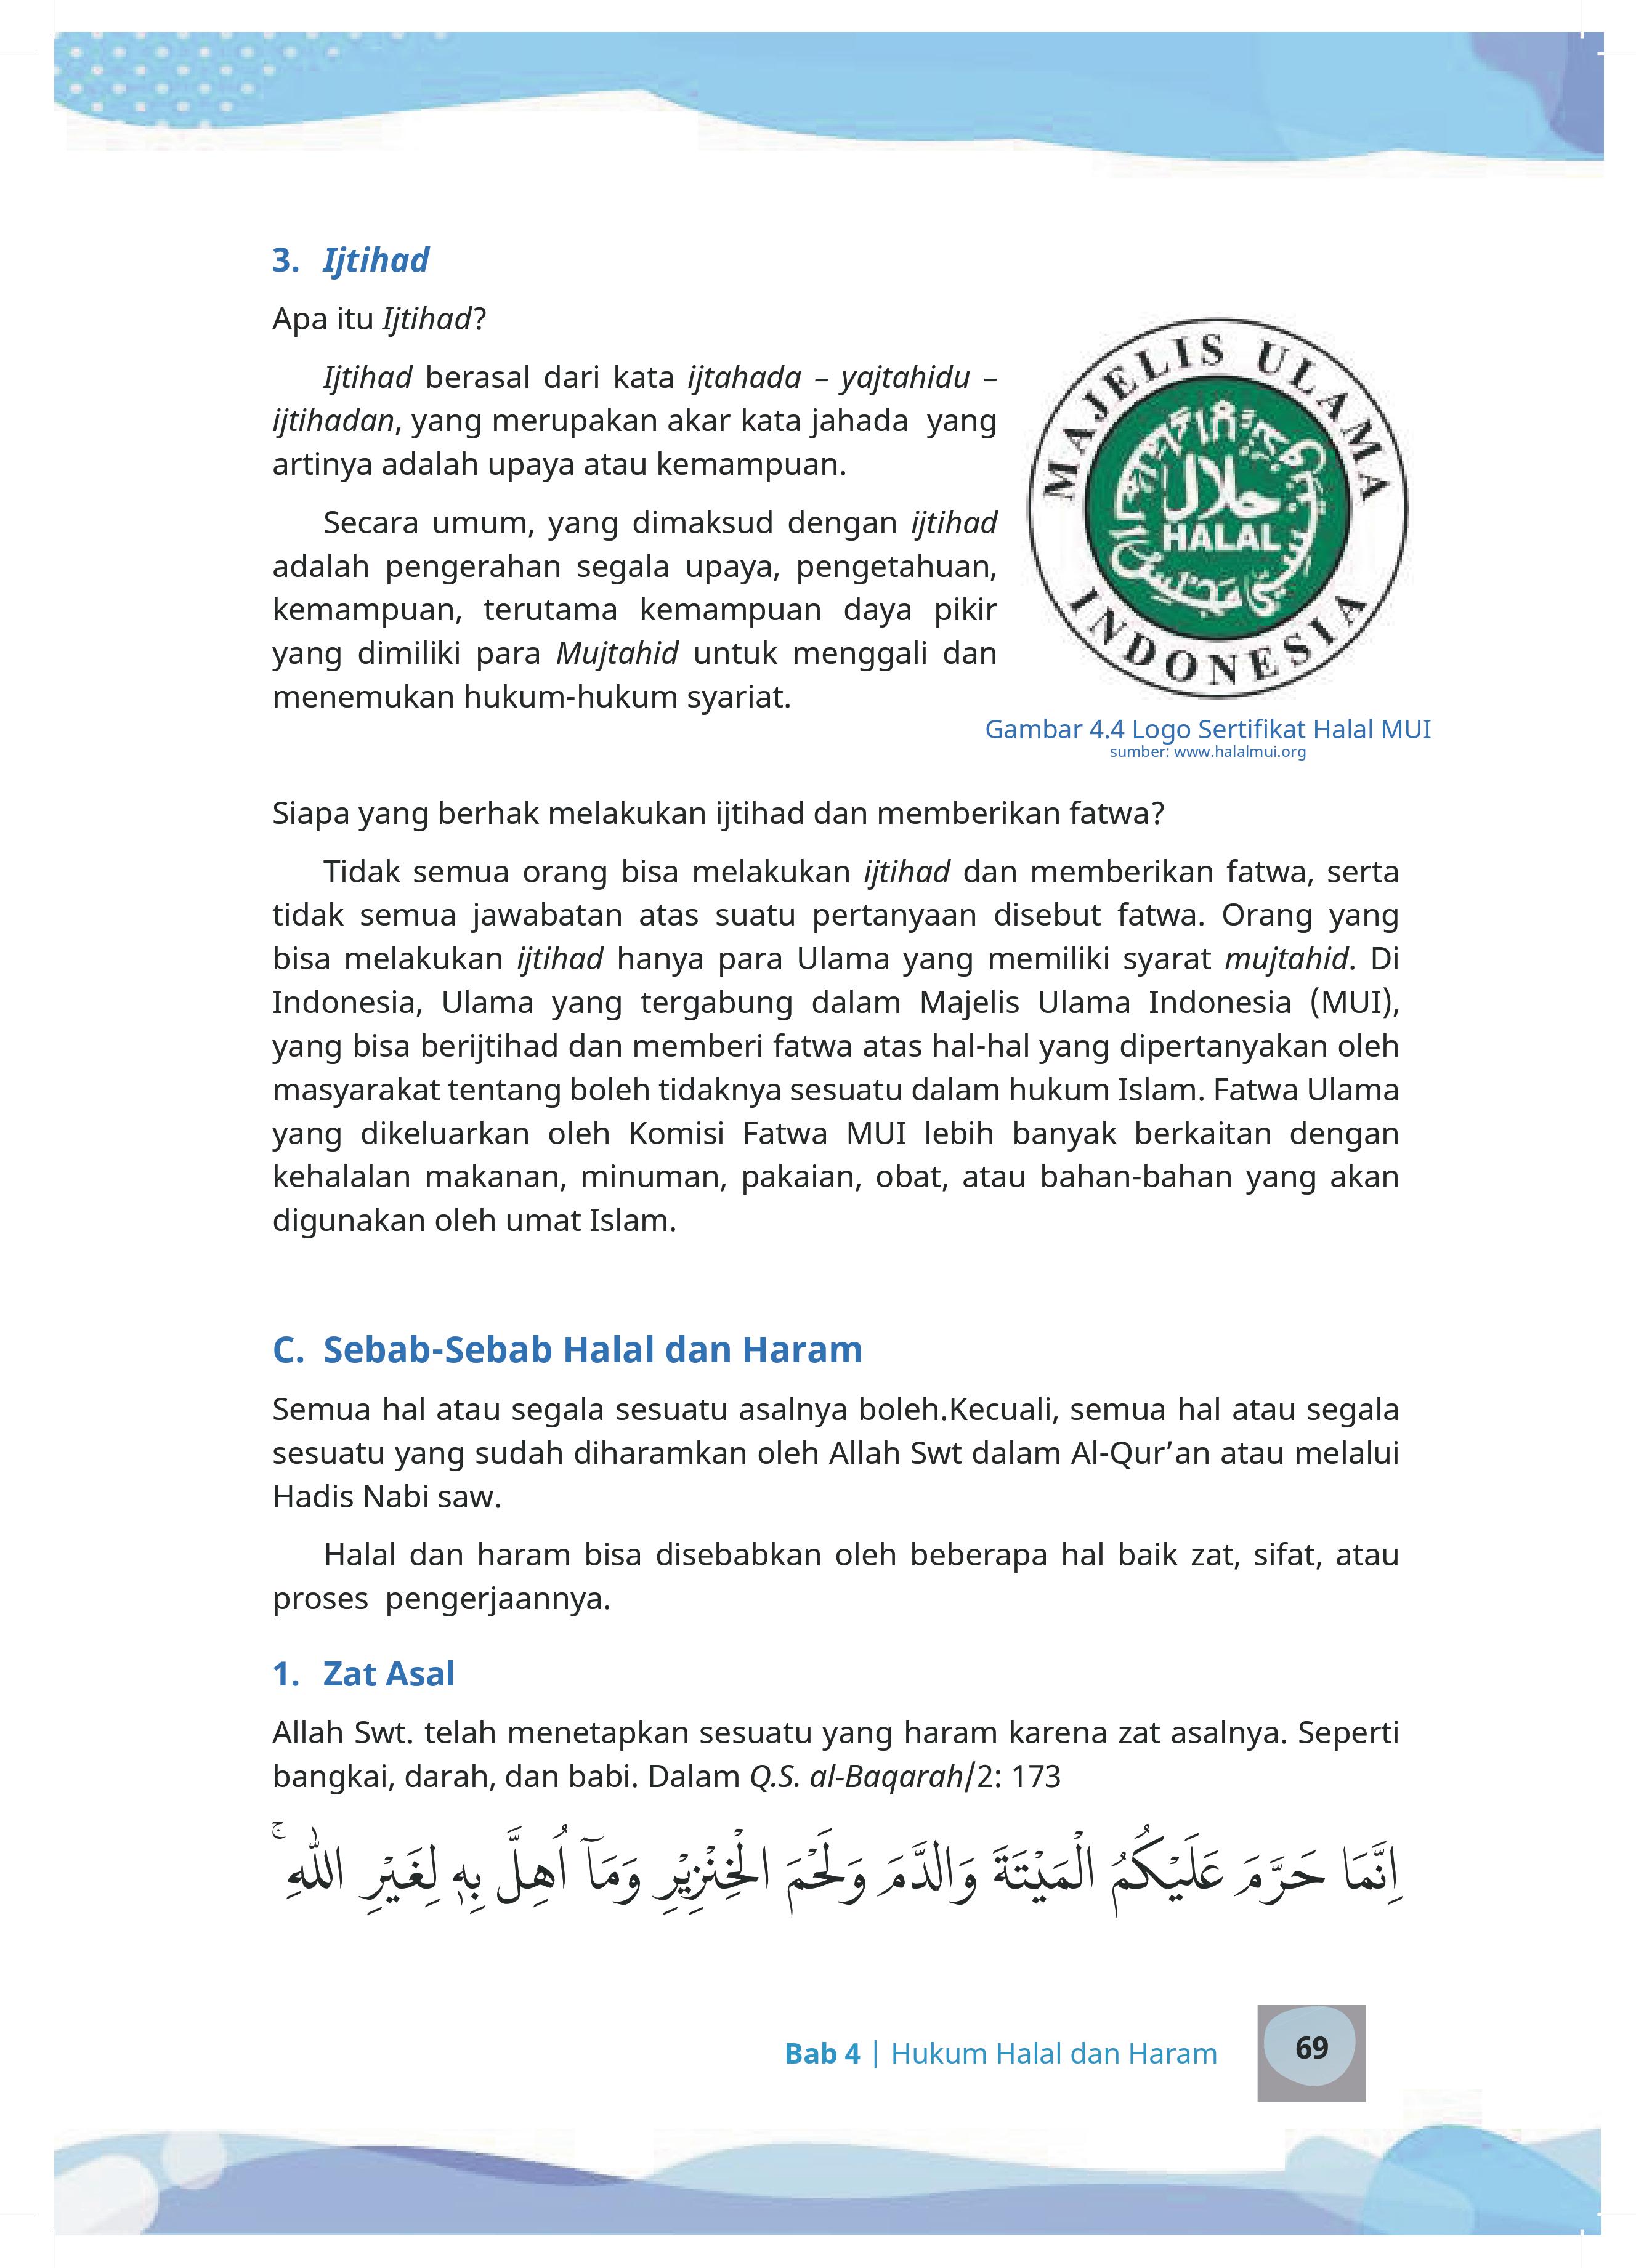 3. Ijtihad
Apa itu Ijtihad?
Ijtihad berasal dari kata ijtahada – yajtahidu –
ijtihadan, yang merupakan akar kata jahada yang
artinya adalah upaya atau kemampuan.
Secara umum, yang dimaksud dengan ijtihad
adalah pengerahan segala upaya, pengetahuan,
kemampuan, terutama kemampuan daya pikir
yang dimiliki para Mujtahid untuk menggali dan
menemukan hukum-hukum syariat.
MAJELIS ULAMA
حلال
HALAL
INDONESIA
Gambar 4.4 Logo Sertifikat Halal MUI
sumber: www.halalmui.org
Siapa yang berhak melakukan ijtihad dan memberikan fatwa?
Tidak semua orang bisa melakukan ijtihad dan memberikan fatwa, serta
tidak semua jawabatan atas suatu pertanyaan disebut fatwa. Orang yang
bisa melakukan ijtihad hanya para Ulama yang memiliki syarat mujtahid. Di
Indonesia, Ulama yang tergabung dalam Majelis Ulama Indonesia (MUI),
yang bisa berijtihad dan memberi fatwa atas hal-hal yang dipertanyakan oleh
masyarakat tentang boleh tidaknya sesuatu dalam hukum Islam. Fatwa Ulama
yang dikeluarkan oleh Komisi Fatwa MUI lebih banyak berkaitan dengan
kehalalan makanan, minuman, pakaian, obat, atau bahan-bahan yang akan
digunakan oleh umat Islam.
C. Sebab-Sebab Halal dan Haram
Semua hal atau segala sesuatu asalnya boleh.Kecuali, semua hal atau segala
sesuatu yang sudah diharamkan oleh Allah Swt dalam Al-Qur’an atau melalui
Hadis Nabi saw.
Halal dan haram bisa disebabkan oleh beberapa hal baik zat, sifat, atau
proses pengerjaannya.
1. Zat Asal
Allah Swt. telah menetapkan sesuatu yang haram karena zat asalnya. Seperti
bangkai, darah, dan babi. Dalam Q.S. al-Baqarah/2: 173
اِنَّمَا حَرَّمَ عَلَيْكُمُ الْمَيْتَةَ وَالدَّمَ وَلَحْمَ الْخِنْزِيْرِ وَمَآ اُهِلَّ بِهٖ لِغَيْرِ اللّٰهِ ۚ
Bab 4 | Hukum Halal dan Haram
69